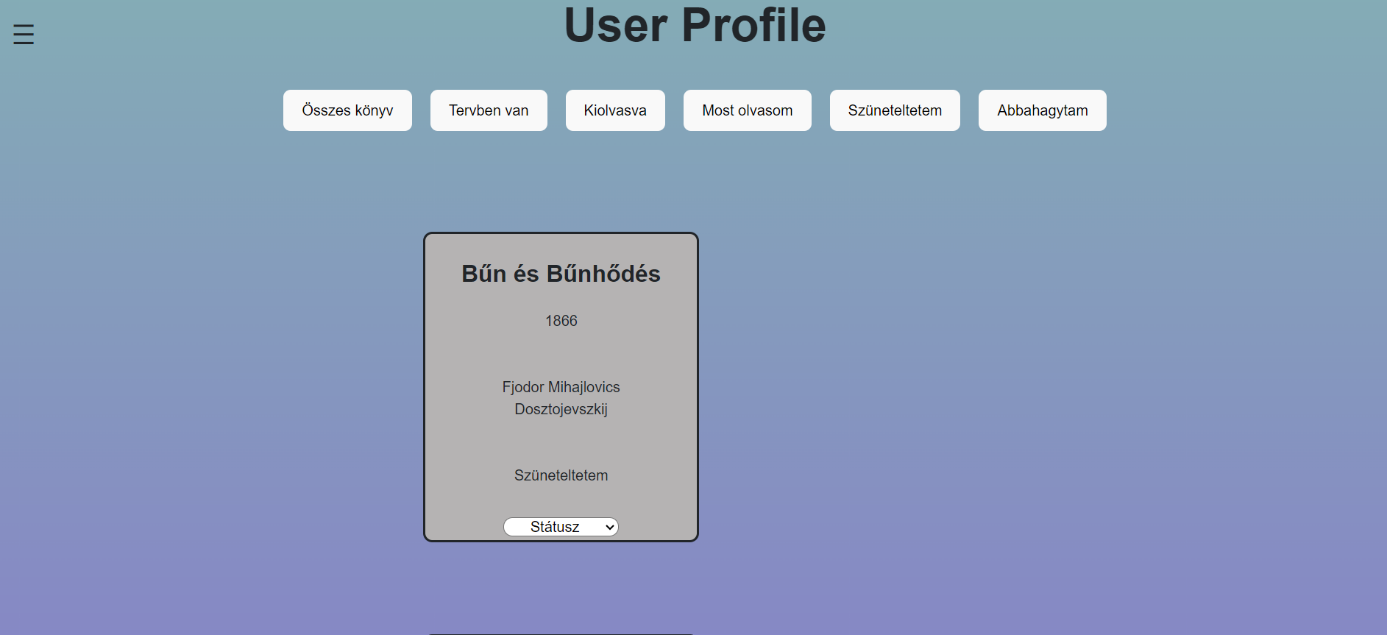 User Profile
Összes könyv
Tervben van
Kiolvasva
Most olvasom
Szüneteltetem
Abbahagytam
Bűn és Bűnhődés
1866
Fjodor Mihajlovics
Dosztojevszkij
Szüneteltetem
Státusz